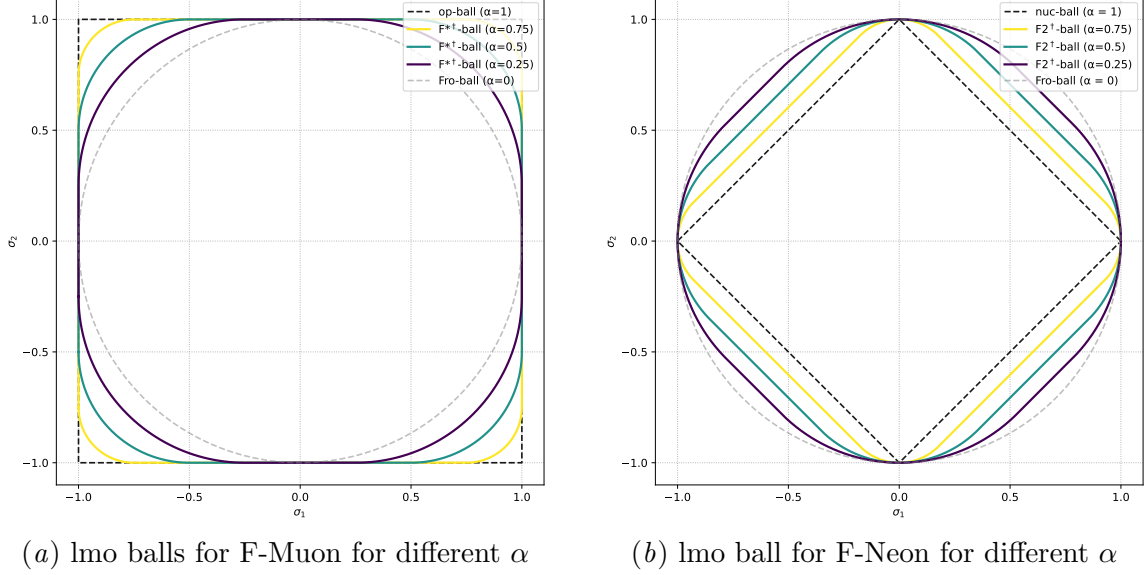 op-ball (α=1)
F*†-ball (α=0.75)
F*†-ball (α=0.5)
F*†-ball (α=0.25)
Fro-ball (α=0)
1.0
0.5
0.0
−0.5
−1.0
σ2
−1.0 −0.5 0.0 0.5 1.0
σ1
(a) lmo balls for F-Muon for different α
nuc-ball (α = 1)
F2†-ball (α=0.75)
F2†-ball (α=0.5)
F2†-ball (α=0.25)
Fro-ball (α = 0)
1.0
0.5
0.0
−0.5
−1.0
σ2
−1.0 −0.5 0.0 0.5 1.0
σ1
(b) lmo ball for F-Neon for different α